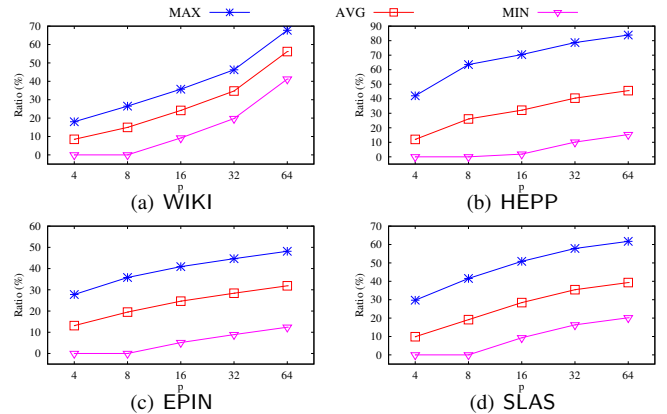 MAX AVG MIN
70
60
50
40
30
20
10
0
Ratio (%)
4 8 16 32 64
p
(a) WIKI
100
90
80
70
60
50
40
30
20
10
0
Ratio (%)
4 8 16 32 64
p
(b) HEPP
60
50
40
30
20
10
0
Ratio (%)
4 8 16 32 64
p
(c) EPIN
70
60
50
40
30
20
10
0
Ratio (%)
4 8 16 32 64
p
(d) SLAS